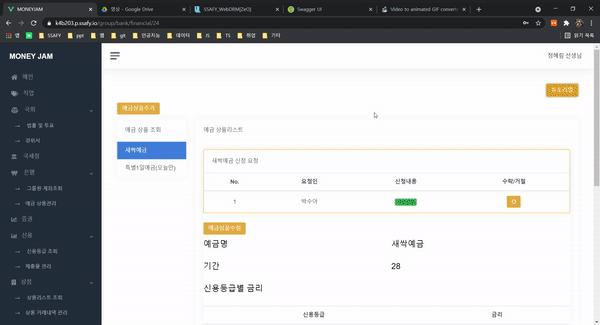 MONEYJAM
영상 - Google Drive
SSAFY_WebDRM(ZeO)
Swagger UI
Video to animated GIF converte
k4b203.p.ssafy.io/group/bank/financial/24
앱
SSAFY
ppt
웹
git
인공지능
데이터
JS
TS
취업
기타
읽기 목록
MONEY JAM
정혜림 선생님
메인
직업
국회
법률 및 투표
경위서
국세청
은행
그룹원 계좌조회
예금 상품관리
증권
신용
신용등급 조회
제출물 관리
상점
상품리스트 조회
상품 거래내역 관리
튜토리얼
예금상품추가
예금 상품 조회
새싹예금
특별1일예금(오늘만)
예금 상품리스트
새싹예금 신청 요청
No. 요청인 신청내용 수락/거절
1 박수아
예금상품수정
예금명 새싹예금
기간 28
신용등급별 금리
신용등급 금리